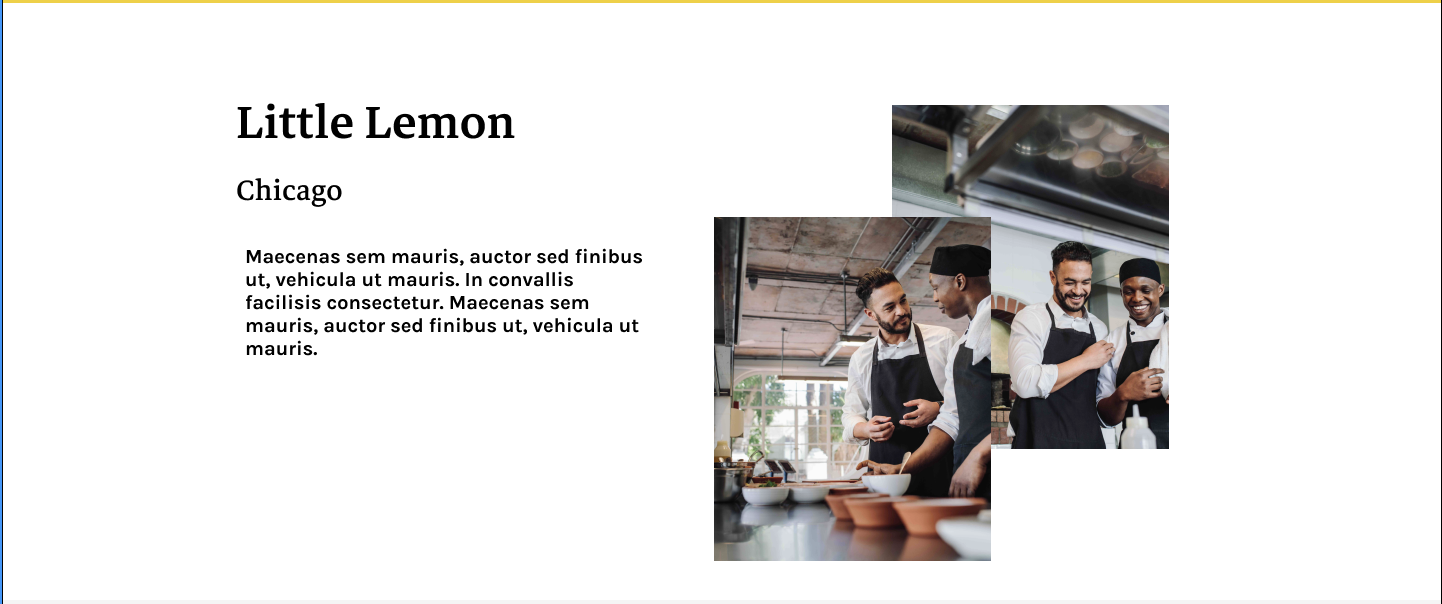 Little Lemon
Chicago
Maecenas sem mauris, auctor sed finibus
ut, vehicula ut mauris. In convallis
facilisis consectetur. Maecenas sem
mauris, auctor sed finibus ut, vehicula ut
mauris.